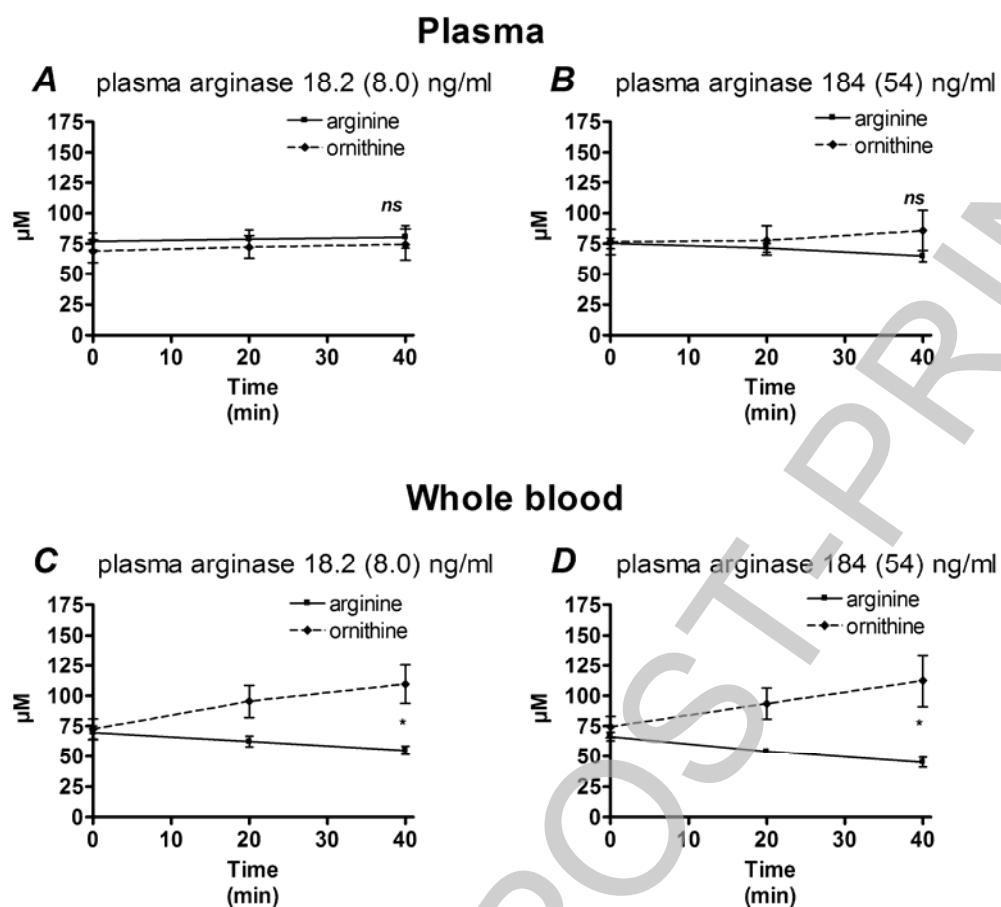 Plasma
A plasma arginase 18.2 (8.0) ng/ml
arginine
ornithine
175
150
125
100
75
50
25
0
µM
ns
0 10 20 30 40
Time
(min)
B plasma arginase 184 (54) ng/ml
arginine
ornithine
175
150
125
100
75
50
25
0
µM
ns
0 10 20 30 40
Time
(min)
Whole blood
C plasma arginase 18.2 (8.0) ng/ml
arginine
ornithine
175
150
125
100
75
50
25
0
µM
*
0 10 20 30 40
Time
(min)
D plasma arginase 184 (54) ng/ml
arginine
ornithine
175
150
125
100
75
50
25
0
µM
*
0 10 20 30 40
Time
(min)
POST-PRIN